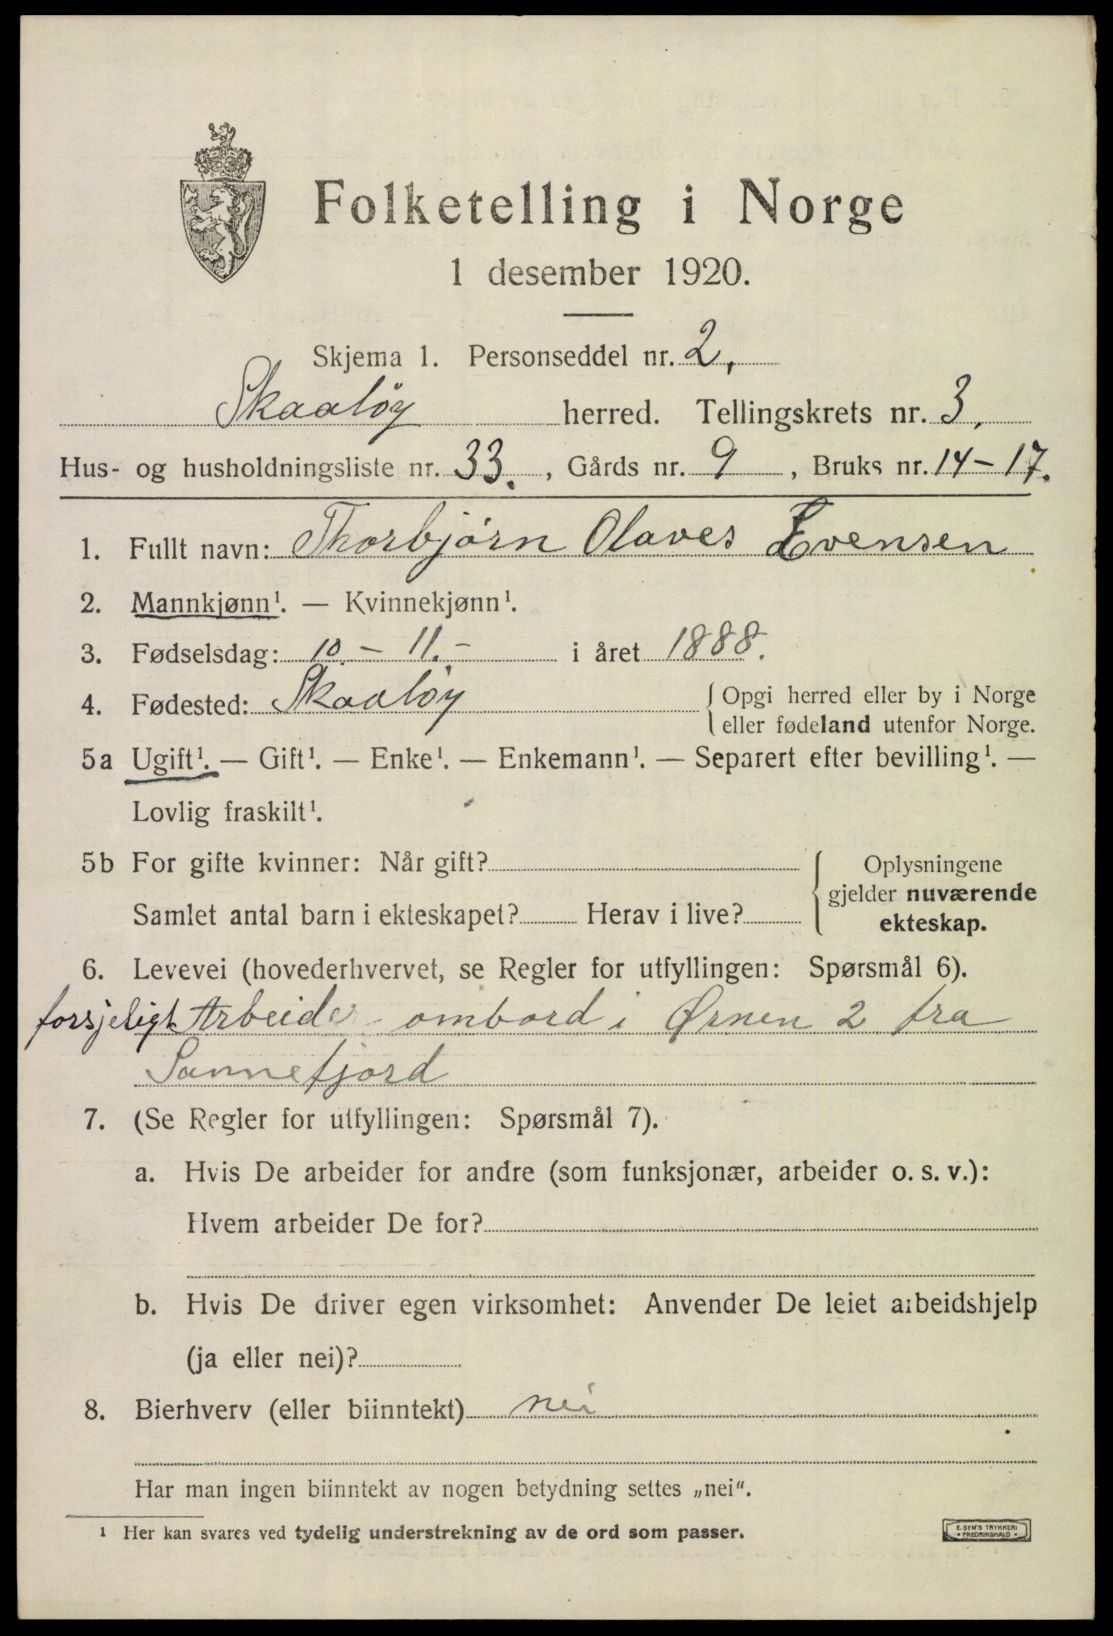 Folketelling i Norge
1 desember 1920.
Skjema 1. Personseddel nr. 2,
Skaaløy herred. Tellingskrets nr. 3.
Hus- og husholdningsliste nr. 33., Gårds nr. 9, Bruks nr. 14-17.
1. Fullt navn: Thorbjørn Olaves Evensen
2. Mannkjønn¹. — Kvinnekjønn¹.
3. Fødselsdag: 10. - 11. - i året 1888.
4. Fødested: Skaaløy { Opgi herred eller by i Norge
eller fødeland utenfor Norge.
5a Ugift¹. — Gift¹. — Enke¹. — Enkemann¹. — Separert efter bevilling¹. —
Lovlig fraskilt¹.
5b For gifte kvinner: Når gift? { Oplysningene
gjelder nuværende
Samlet antal barn i ekteskapet? Herav i live?
ekteskap.
6. Levevei (hovederhvervet, se Regler for utfyllingen: Spørsmål 6).
forsjeligt Arbeide ombord i Ørnen 2 fra
Sannefjord
7. (Se Regler for utfyllingen: Spørsmål 7).
a. Hvis De arbeider for andre (som funksjonær, arbeider o. s. v.):
Hvem arbeider De for?
b. Hvis De driver egen virksomhet: Anvender De leiet arbeidshjelp
(ja eller nei)?
8. Bierhverv (eller biinntekt) nei
Har man ingen biinntekt av nogen betydning settes „nei".
¹ Her kan svares ved tydelig understrekning av de ord som passer.
E. SEM'S TRYKKERI
* FREDRIKSHALD *